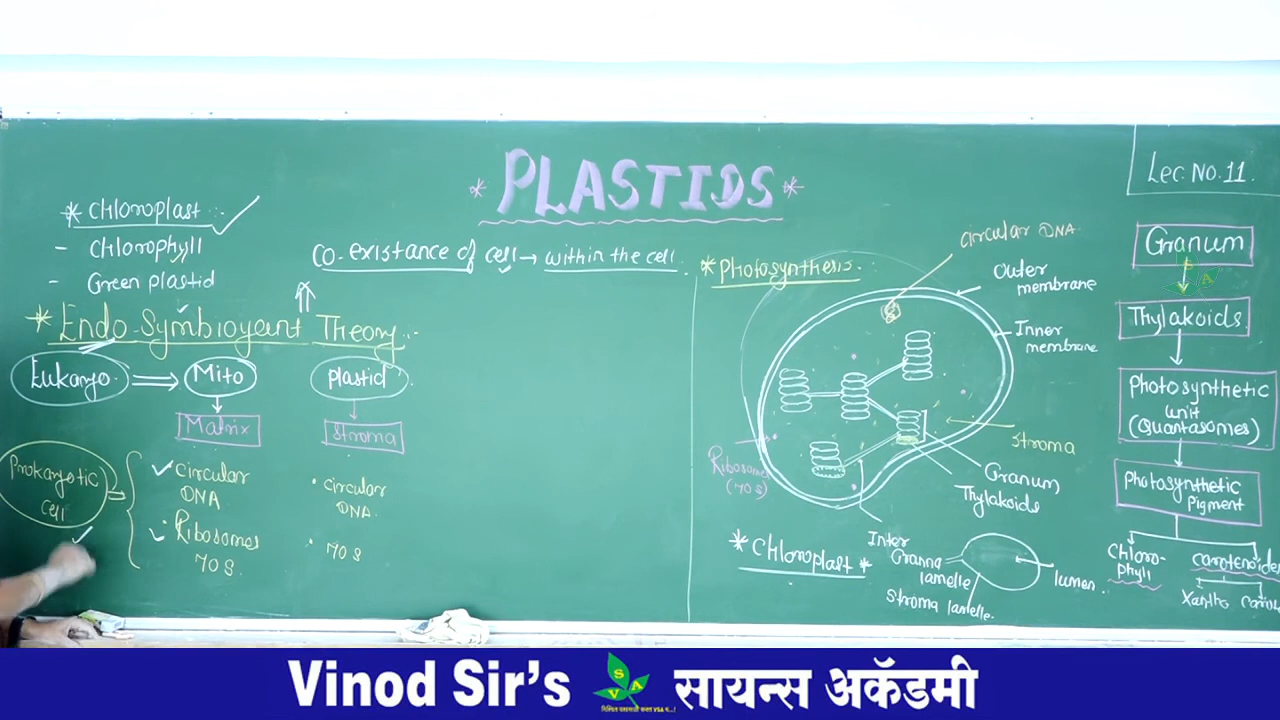 * PLASTIDS *
Lec. No. 11.
* Chloroplast :-
- Chlorophyll
- Green plastid
Co-existance of cell → within the cell.
* Endo-Symbioyant Theory :-
Eukaryo. ⇒ Mito
plastid
Matrix
Stroma
Prokaryotic
cell
circular
DNA
Ribosomes
70 S.
circular
DNA.
70 S
* Photosynthesis :-
circular DNA.
Outer
membrane
Inner
membrane
Stroma
Ribosomes
(70 S)
Granum
Thylakoids
Inter
Granna
lamelle
Stroma lamelle.
lumen
* Chloroplast *
Granum
Thylakoids
Photosynthetic
unit
(Quantasomes)
Photosynthetic
Pigment
Chloro-
phyll
carotenoides
Xantho
Vinod Sir's VSA सायन्स अॅकॅडमी